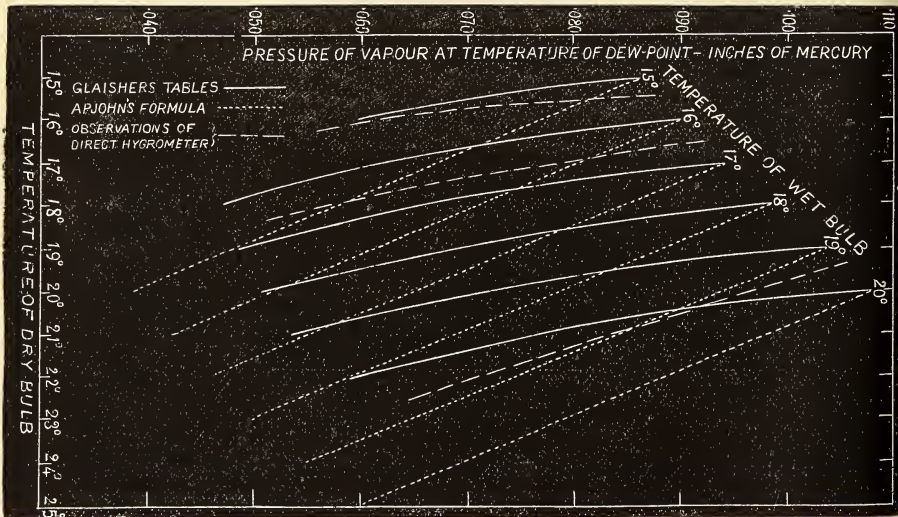 ·040 ·050 ·060 ·070 ·080 ·090 ·100 ·110
PRESSURE OF VAPOUR AT TEMPERATURE OF DEW-POINT – INCHES OF MERCURY
GLAISHERS TABLES
APJOHN'S FORMULA
OBSERVATIONS OF
DIRECT HYGROMETER
TEMPERATURE OF WET BULB
15°
16°
17°
18°
19°
20°
TEMPERATURE OF DRY BULB
15°
16°
17°
18°
19°
20°
21°
22°
23°
24°
25°